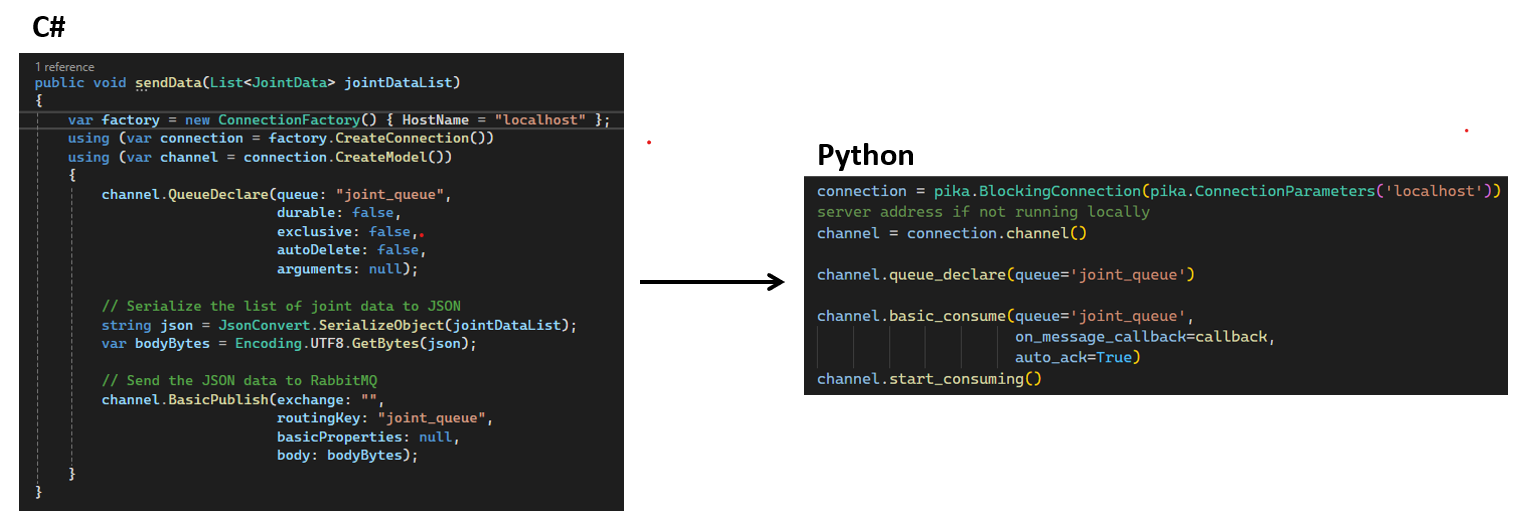 C#
1 reference
public void sendData(List<JointData> jointDataList)
{
var factory = new ConnectionFactory() { HostName = "localhost" };
using (var connection = factory.CreateConnection())
using (var channel = connection.CreateModel())
{
channel.QueueDeclare(queue: "joint_queue",
durable: false,
exclusive: false,
autoDelete: false,
arguments: null);
// Serialize the list of joint data to JSON
string json = JsonConvert.SerializeObject(jointDataList);
var bodyBytes = Encoding.UTF8.GetBytes(json);
// Send the JSON data to RabbitMQ
channel.BasicPublish(exchange: "",
routingKey: "joint_queue",
basicProperties: null,
body: bodyBytes);
}
}
Python
connection = pika.BlockingConnection(pika.ConnectionParameters('localhost'))
server address if not running locally
channel = connection.channel()
channel.queue_declare(queue='joint_queue')
channel.basic_consume(queue='joint_queue',
on_message_callback=callback,
auto_ack=True)
channel.start_consuming()